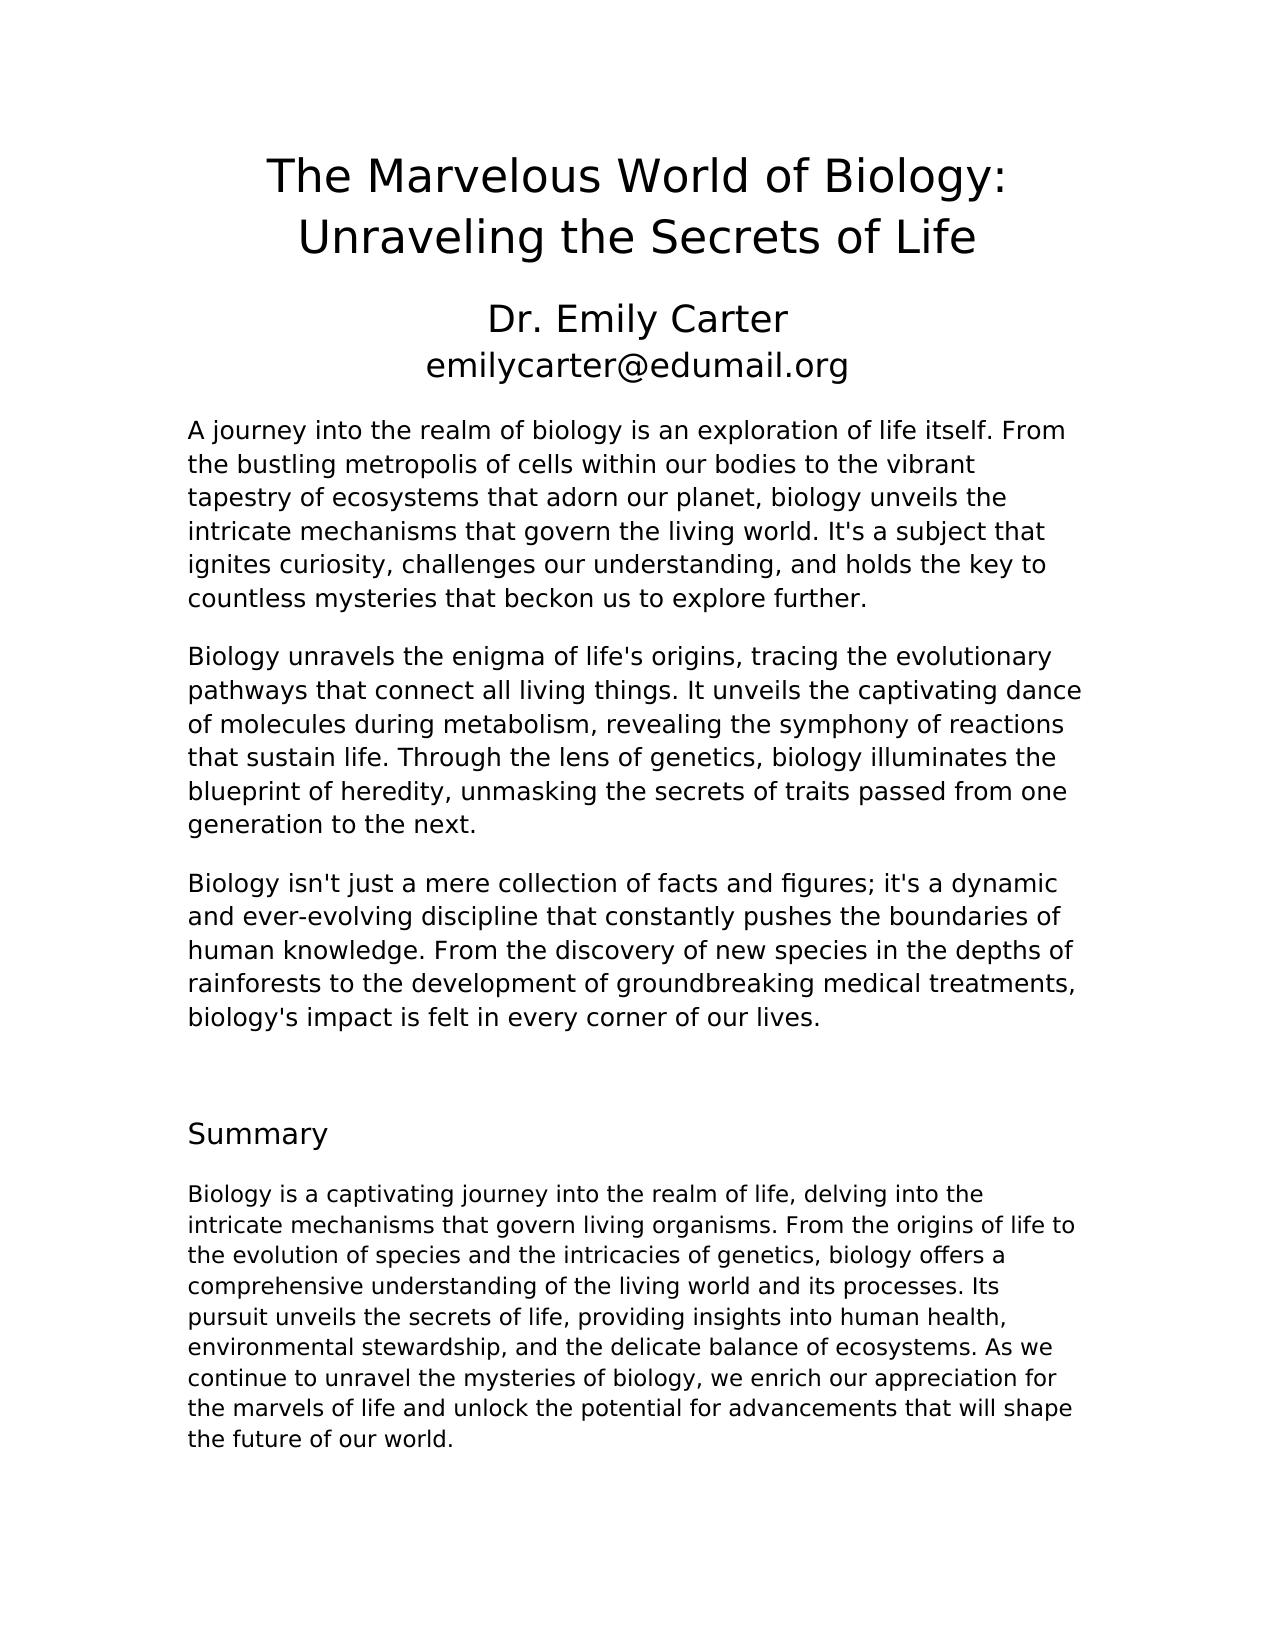 The Marvelous World of Biology:
Unraveling the Secrets of Life
Dr. Emily Carter
emilycarter@edumail.org
A journey into the realm of biology is an exploration of life itself. From
the bustling metropolis of cells within our bodies to the vibrant
tapestry of ecosystems that adorn our planet, biology unveils the
intricate mechanisms that govern the living world. It's a subject that
ignites curiosity, challenges our understanding, and holds the key to
countless mysteries that beckon us to explore further.
Biology unravels the enigma of life's origins, tracing the evolutionary
pathways that connect all living things. It unveils the captivating dance
of molecules during metabolism, revealing the symphony of reactions
that sustain life. Through the lens of genetics, biology illuminates the
blueprint of heredity, unmasking the secrets of traits passed from one
generation to the next.
Biology isn't just a mere collection of facts and figures; it's a dynamic
and ever-evolving discipline that constantly pushes the boundaries of
human knowledge. From the discovery of new species in the depths of
rainforests to the development of groundbreaking medical treatments,
biology's impact is felt in every corner of our lives.
Summary
Biology is a captivating journey into the realm of life, delving into the
intricate mechanisms that govern living organisms. From the origins of life to
the evolution of species and the intricacies of genetics, biology offers a
comprehensive understanding of the living world and its processes. Its
pursuit unveils the secrets of life, providing insights into human health,
environmental stewardship, and the delicate balance of ecosystems. As we
continue to unravel the mysteries of biology, we enrich our appreciation for
the marvels of life and unlock the potential for advancements that will shape
the future of our world.